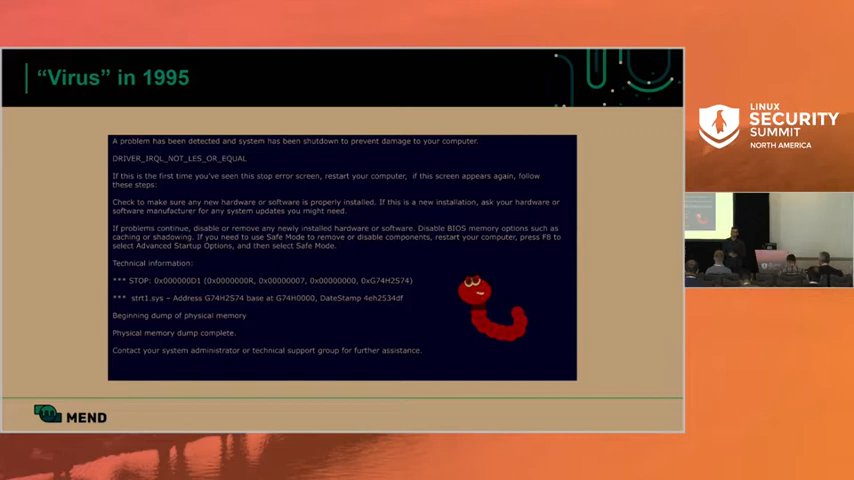 “Virus” in 1995
A problem has been detected and system has been shutdown to prevent damage to your computer.
DRIVER_IRQL_NOT_LES_OR_EQUAL
If this is the first time you've seen this stop error screen, restart your computer, if this screen appears again, follow
these steps:
Check to make sure any new hardware or software is properly installed. If this is a new installation, ask your hardware or
software manufacturer for any system updates you might need.
If problems continue, disable or remove any newly installed hardware or software. Disable BIOS memory options such as
caching or shadowing. If you need to use Safe Mode to remove or disable components, restart your computer, press F8 to
select Advanced Startup Options, and then select Safe Mode.
Technical information:
*** STOP: 0x000000D1 (0x0000000R, 0x00000007, 0x00000000, 0xG74H2S74)
*** strt1.sys – Address G74H2S74 base at G74H0000, DateStamp 4eh2534df
Beginning dump of physical memory
Physical memory dump complete.
Contact your system administrator or technical support group for further assistance.
MEND
LINUX
SECURITY
SUMMIT
NORTH AMERICA